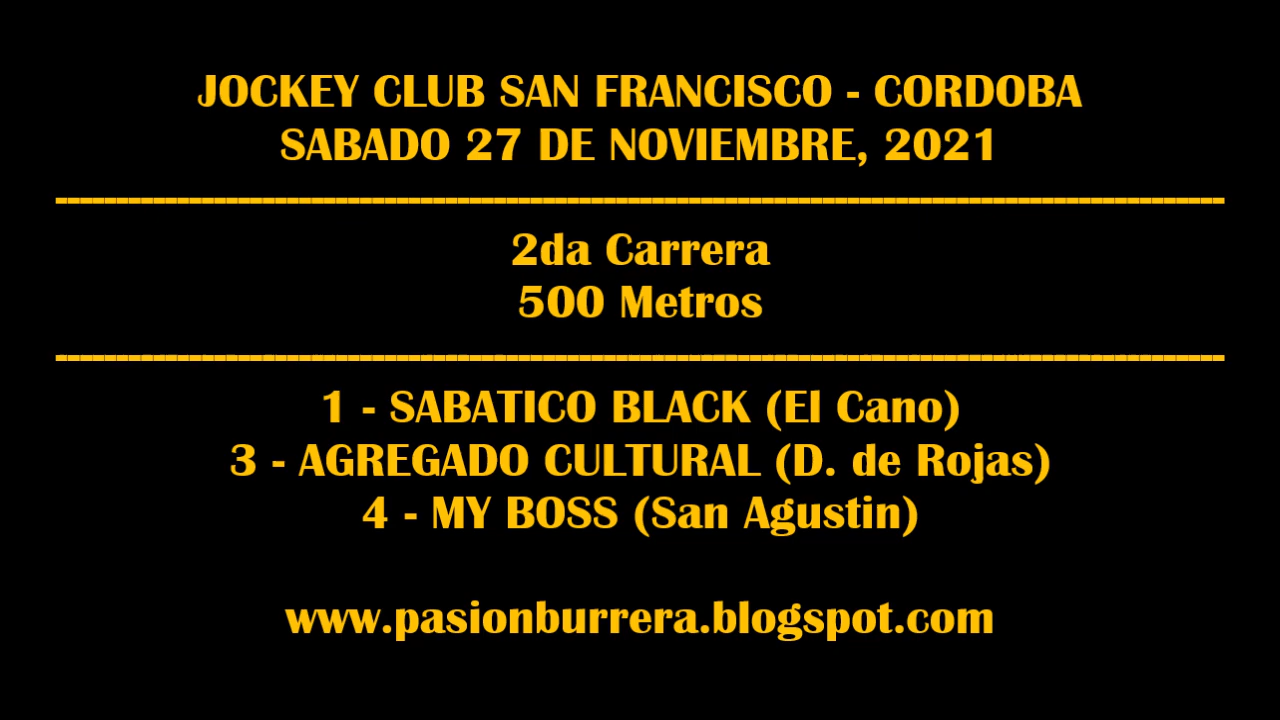 JOCKEY CLUB SAN FRANCISCO - CORDOBA
SABADO 27 DE NOVIEMBRE, 2021
2da Carrera
500 Metros
1 - SABATICO BLACK (El Cano)
3 - AGREGADO CULTURAL (D. de Rojas)
4 - MY BOSS (San Agustin)
www.pasionburrera.blogspot.com